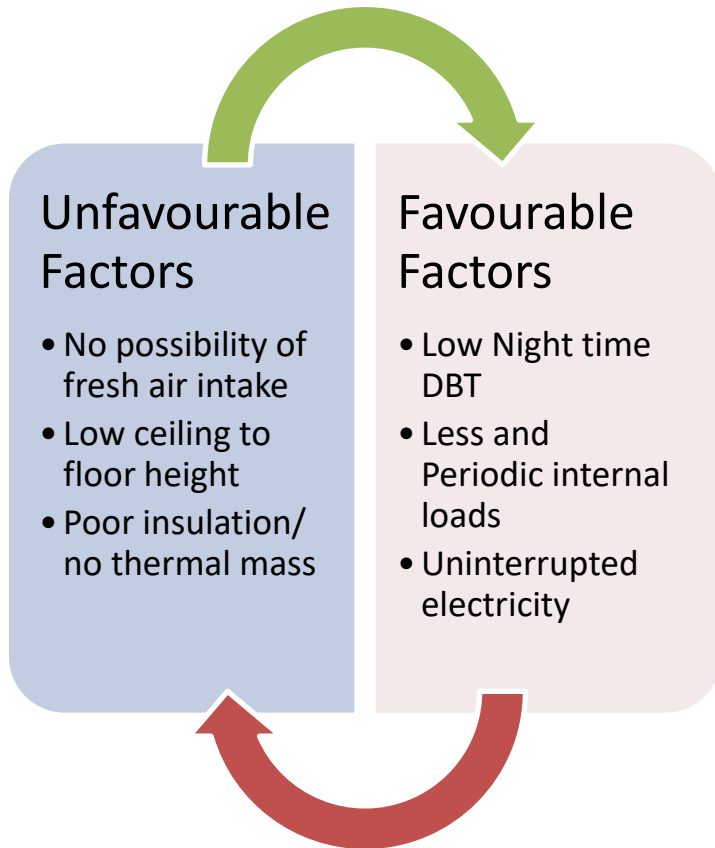 Unfavourable
Factors
• No possibility of
fresh air intake
• Low ceiling to
floor height
• Poor insulation/
no thermal mass
Favourable
Factors
• Low Night time
DBT
• Less and
Periodic internal
loads
• Uninterrupted
electricity